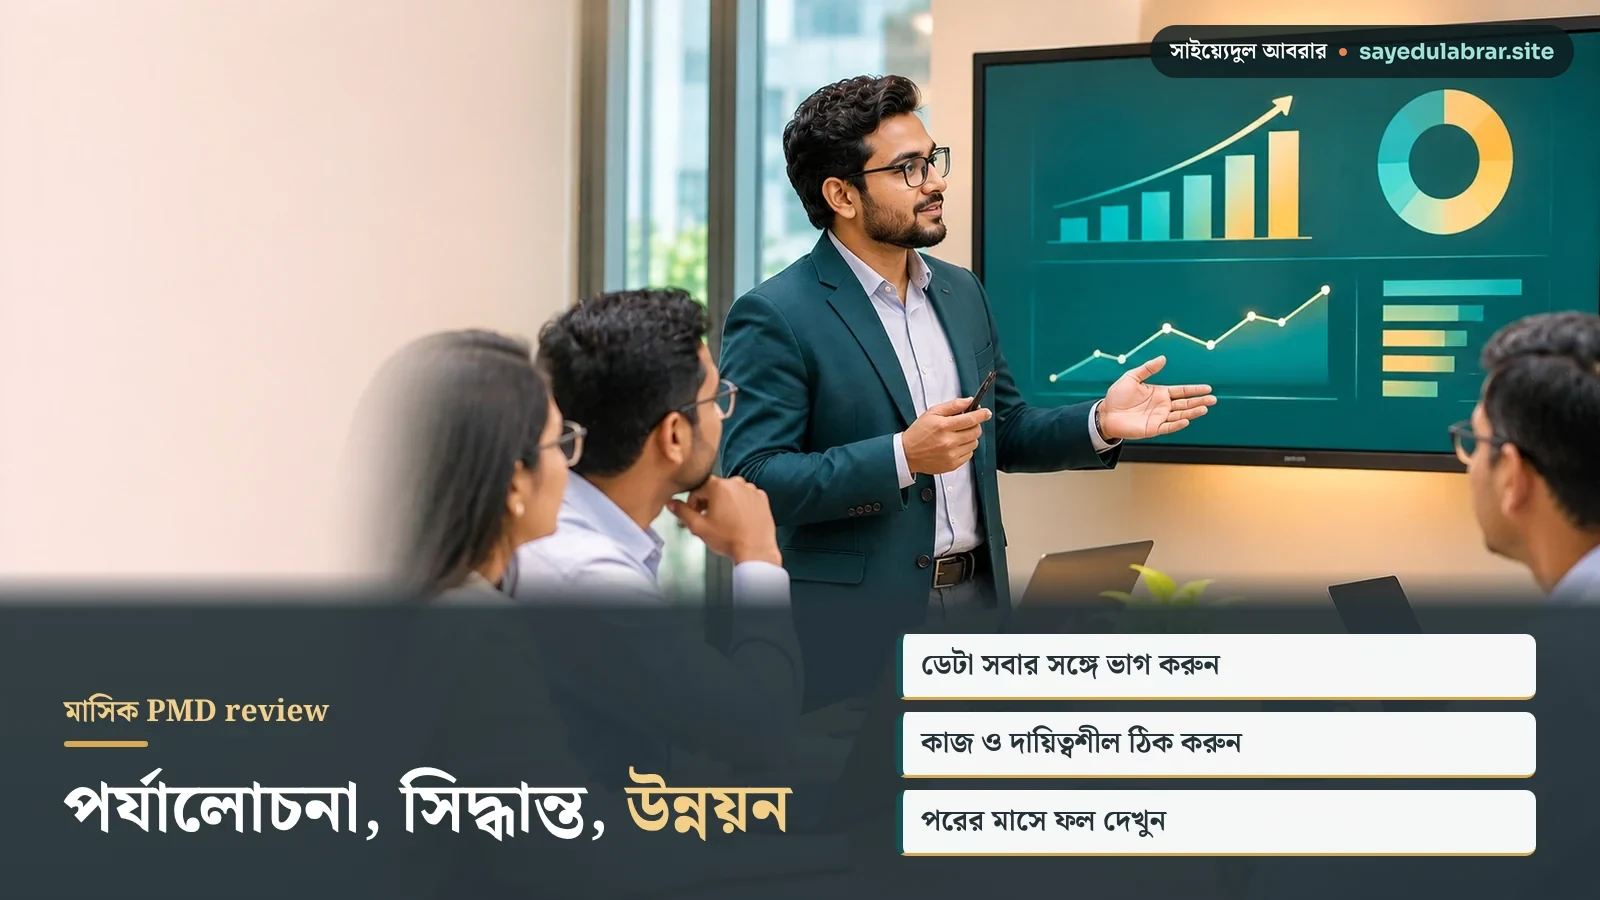 সাইয়্যেদুল আবরার • sayedulabrar.site
মাসিক PMD review
পর্যালোচনা, সিদ্ধান্ত, উন্নয়ন
ডেটা সবার সঙ্গে ভাগ করুন
কাজ ও দায়িত্বশীল ঠিক করুন
পরের মাসে ফল দেখুন